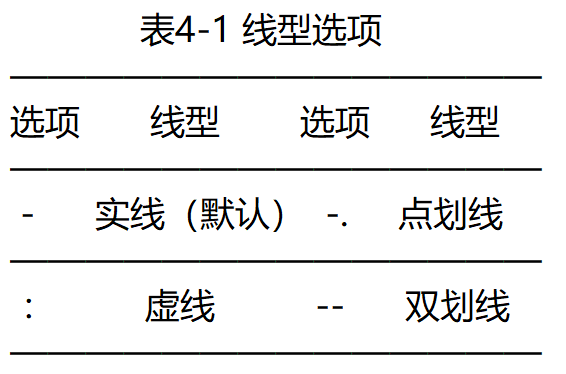 表4-1 线型选项
选项 线型 选项 线型
- 实线（默认） -. 点划线
: 虚线 -- 双划线